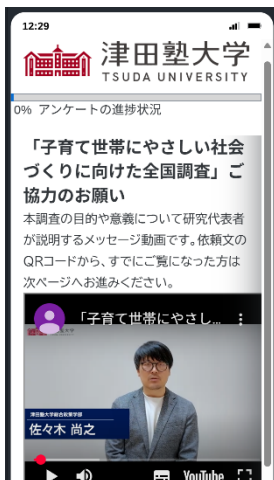 12:29
津田塾大学
TSUDA UNIVERSITY
0% アンケートの進捗状況
「子育て世帯にやさしい社会
づくりに向けた全国調査」ご
協力のお願い
本調査の目的や意義について研究代表者
が説明するメッセージ動画です。依頼文の
QRコードから、すでにご覧になった方は
次ページへお進みください。
「子育て世帯にやさし...
津田塾大学総合政策学部
佐々木 尚之
YouTube